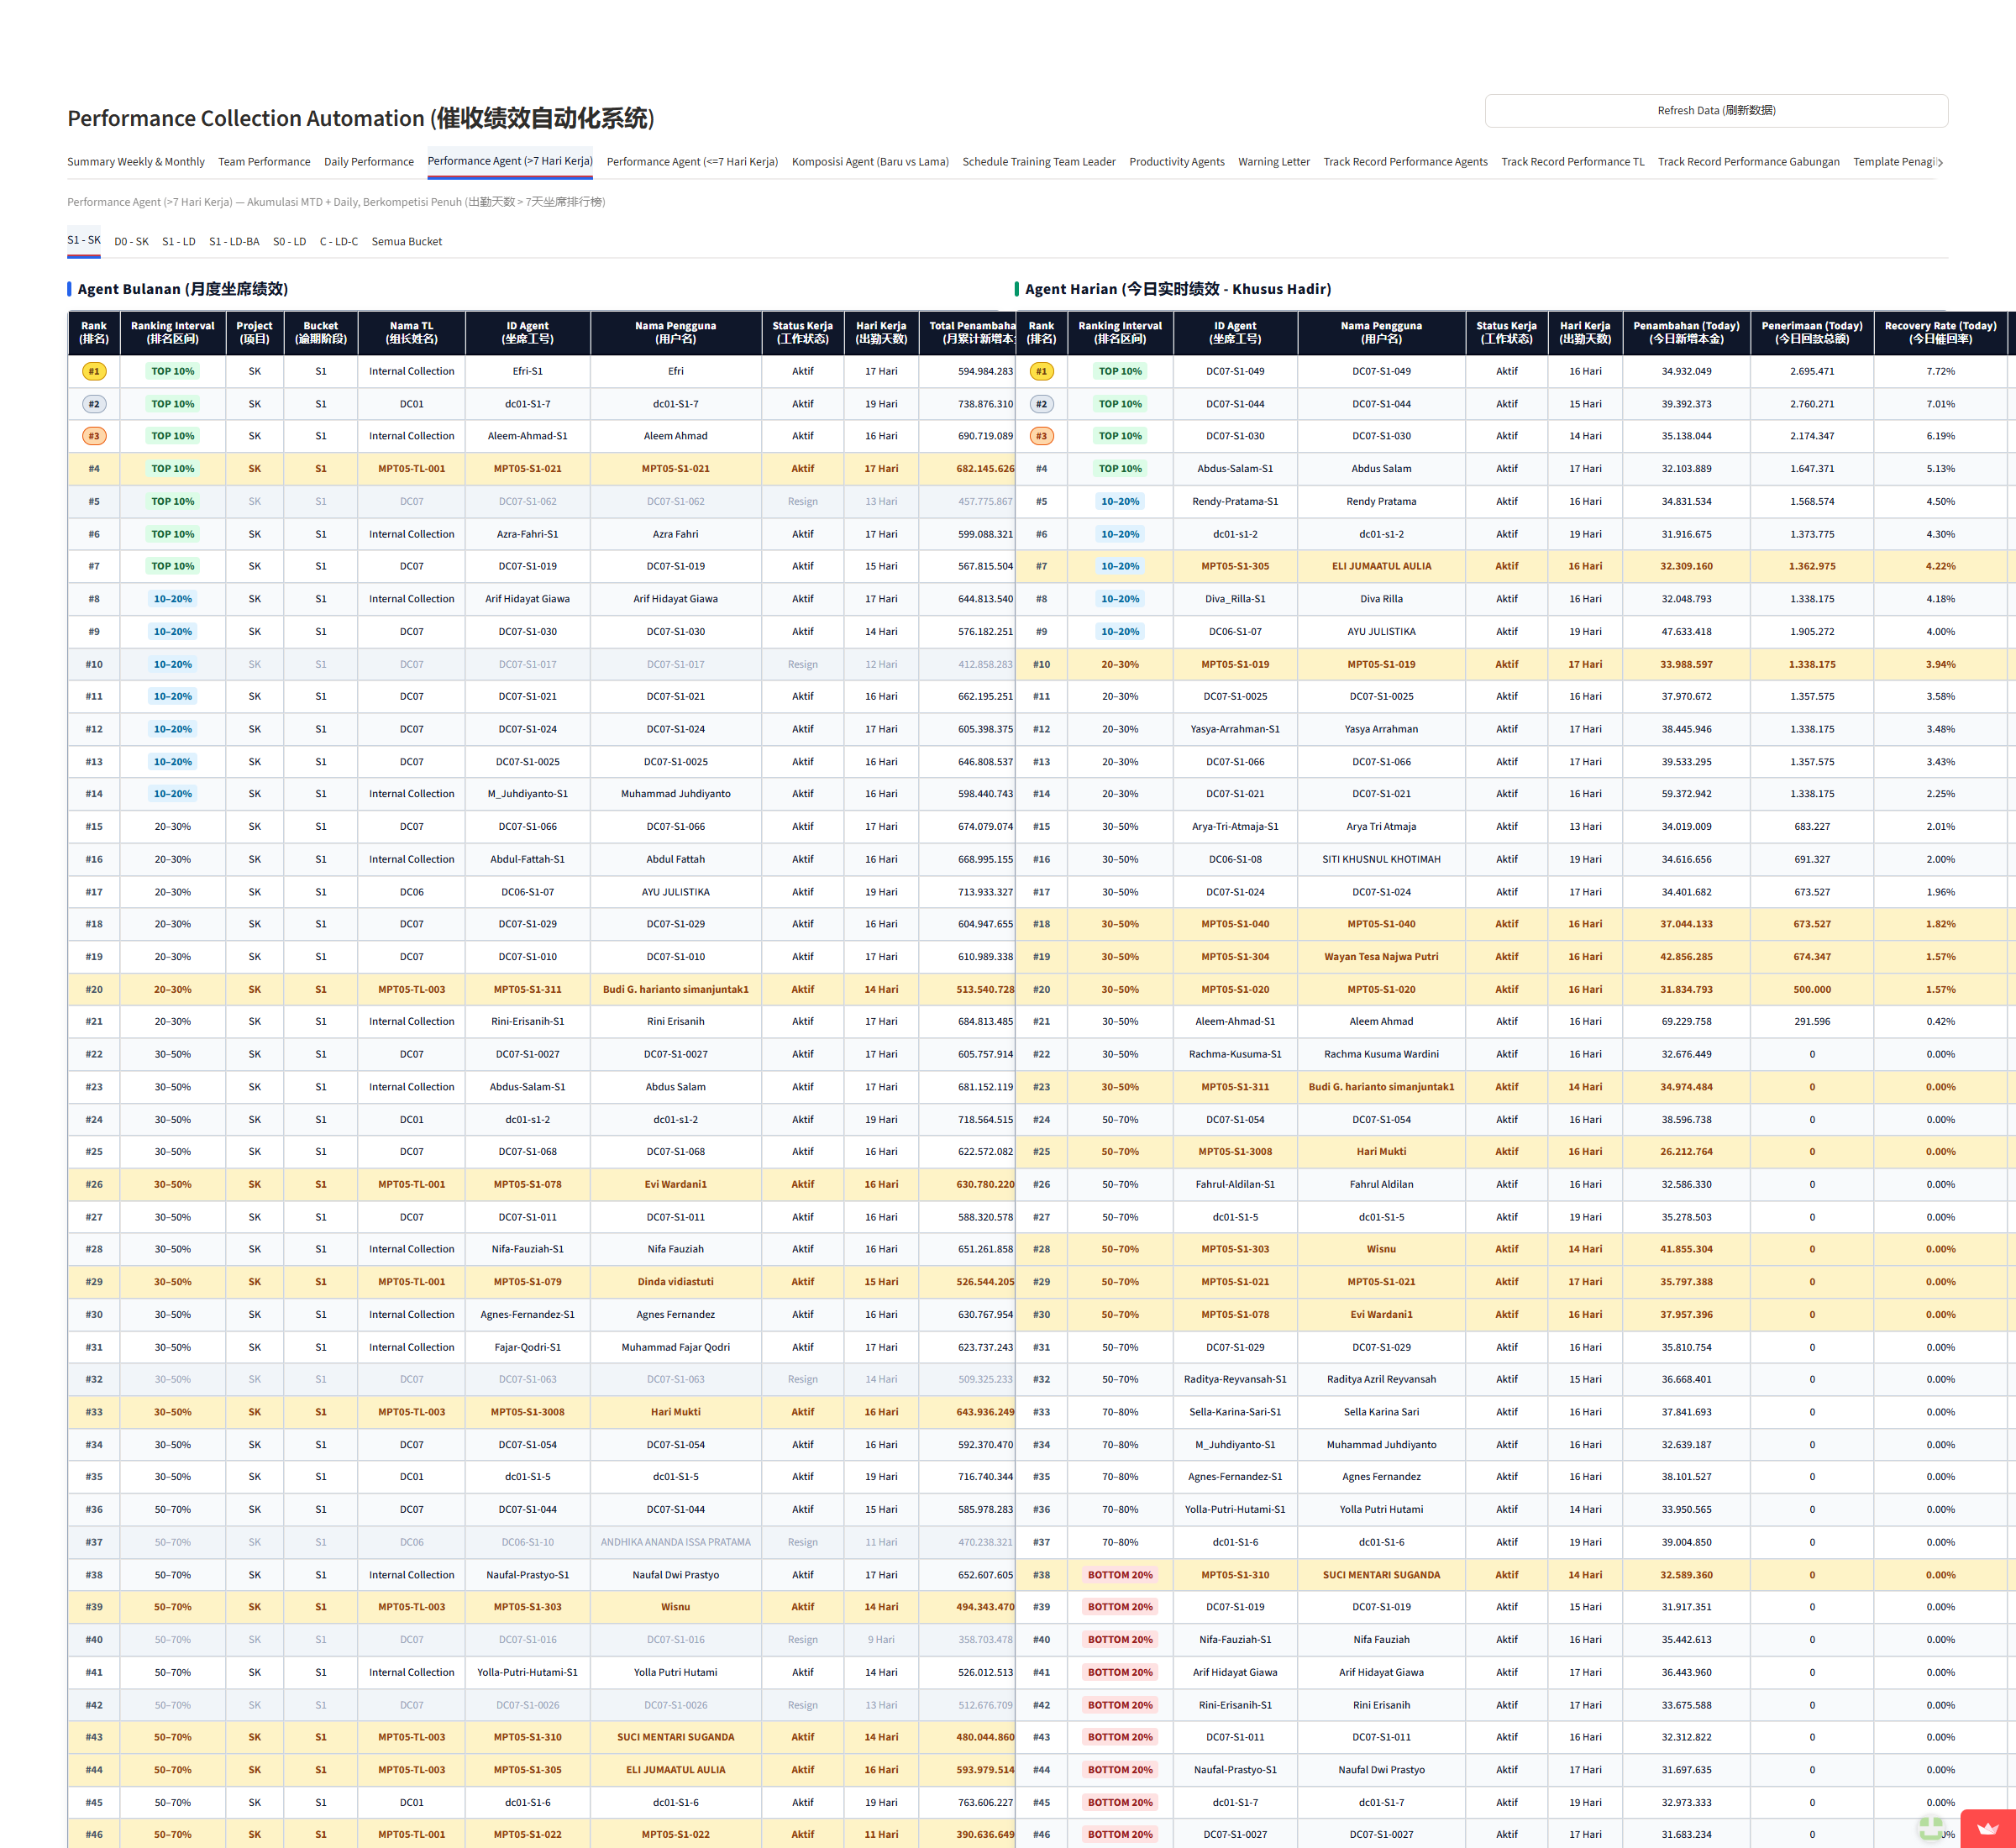 Performance Collection Automation (催收绩效自动化系统)
Refresh Data (刷新数据)
Summary Weekly & Monthly Team Performance Daily Performance Performance Agent (>7 Hari Kerja) Performance Agent (<=7 Hari Kerja) Komposisi Agent (Baru vs Lama) Schedule Training Team Leader Productivity Agents Warning Letter Track Record Performance Agents Track Record Performance TL Track Record Performance Gabungan Template Penagi
Performance Agent (>7 Hari Kerja) — Akumulasi MTD + Daily, Berkompetisi Penuh (出勤天数 > 7天坐席排行榜)
S1 - SK D0 - SK S1 - LD S1 - LD-BA S0 - LD C - LD-C Semua Bucket
Agent Bulanan (月度坐席绩效)
Rank Ranking Interval Project Bucket Nama TL ID Agent Nama Pengguna Status Kerja Hari Kerja Total Penambaha
(排名) (排名区间) (项目) (逾期阶段) (组长姓名) (坐席工号) (用户名) (工作状态) (出勤天数) (月累计新增本
#1 TOP 10% SK S1 Internal Collection Efri-S1 Efri Aktif 17 Hari 594.984.283
#2 TOP 10% SK S1 DC01 dc01-S1-7 dc01-S1-7 Aktif 19 Hari 738.876.310
#3 TOP 10% SK S1 Internal Collection Aleem-Ahmad-S1 Aleem Ahmad Aktif 16 Hari 690.719.089
#4 TOP 10% SK S1 MPT05-TL-001 MPT05-S1-021 MPT05-S1-021 Aktif 17 Hari 682.145.626
#5 TOP 10% SK S1 DC07 DC07-S1-062 DC07-S1-062 Resign 13 Hari 457.775.867
#6 TOP 10% SK S1 Internal Collection Azra-Fahri-S1 Azra Fahri Aktif 17 Hari 599.088.321
#7 TOP 10% SK S1 DC07 DC07-S1-019 DC07-S1-019 Aktif 15 Hari 567.815.504
#8 10–20% SK S1 Internal Collection Arif Hidayat Giawa Arif Hidayat Giawa Aktif 17 Hari 644.813.540
#9 10–20% SK S1 DC07 DC07-S1-030 DC07-S1-030 Aktif 14 Hari 576.182.251
#10 10–20% SK S1 DC07 DC07-S1-017 DC07-S1-017 Resign 12 Hari 412.858.283
#11 10–20% SK S1 DC07 DC07-S1-021 DC07-S1-021 Aktif 16 Hari 662.195.251
#12 10–20% SK S1 DC07 DC07-S1-024 DC07-S1-024 Aktif 17 Hari 605.398.375
#13 10–20% SK S1 DC07 DC07-S1-0025 DC07-S1-0025 Aktif 16 Hari 646.808.537
#14 10–20% SK S1 Internal Collection M_Juhdiyanto-S1 Muhammad Juhdiyanto Aktif 16 Hari 598.440.743
#15 20–30% SK S1 DC07 DC07-S1-066 DC07-S1-066 Aktif 17 Hari 674.079.074
#16 20–30% SK S1 Internal Collection Abdul-Fattah-S1 Abdul Fattah Aktif 16 Hari 668.995.155
#17 20–30% SK S1 DC06 DC06-S1-07 AYU JULISTIKA Aktif 19 Hari 713.933.327
#18 20–30% SK S1 DC07 DC07-S1-029 DC07-S1-029 Aktif 16 Hari 604.947.655
#19 20–30% SK S1 DC07 DC07-S1-010 DC07-S1-010 Aktif 17 Hari 610.989.338
#20 20–30% SK S1 MPT05-TL-003 MPT05-S1-311 Budi G. harianto simanjuntak1 Aktif 14 Hari 513.540.728
#21 20–30% SK S1 Internal Collection Rini-Erisanih-S1 Rini Erisanih Aktif 17 Hari 684.813.485
#22 30–50% SK S1 DC07 DC07-S1-0027 DC07-S1-0027 Aktif 17 Hari 605.757.914
#23 30–50% SK S1 Internal Collection Abdus-Salam-S1 Abdus Salam Aktif 17 Hari 681.152.119
#24 30–50% SK S1 DC01 dc01-s1-2 dc01-s1-2 Aktif 19 Hari 718.564.515
#25 30–50% SK S1 DC07 DC07-S1-068 DC07-S1-068 Aktif 17 Hari 622.572.082
#26 30–50% SK S1 MPT05-TL-001 MPT05-S1-078 Evi Wardani1 Aktif 16 Hari 630.780.220
#27 30–50% SK S1 DC07 DC07-S1-011 DC07-S1-011 Aktif 16 Hari 588.320.578
#28 30–50% SK S1 Internal Collection Nifa-Fauziah-S1 Nifa Fauziah Aktif 16 Hari 651.261.858
#29 30–50% SK S1 MPT05-TL-001 MPT05-S1-079 Dinda vidiastuti Aktif 15 Hari 526.544.205
#30 30–50% SK S1 Internal Collection Agnes-Fernandez-S1 Agnes Fernandez Aktif 16 Hari 630.767.954
#31 30–50% SK S1 Internal Collection Fajar-Qodri-S1 Muhammad Fajar Qodri Aktif 17 Hari 623.737.243
#32 30–50% SK S1 DC07 DC07-S1-063 DC07-S1-063 Resign 14 Hari 509.325.233
#33 30–50% SK S1 MPT05-TL-003 MPT05-S1-3008 Hari Mukti Aktif 16 Hari 643.936.249
#34 30–50% SK S1 DC07 DC07-S1-054 DC07-S1-054 Aktif 16 Hari 592.370.470
#35 30–50% SK S1 DC01 dc01-S1-5 dc01-S1-5 Aktif 19 Hari 716.740.344
#36 50–70% SK S1 DC07 DC07-S1-044 DC07-S1-044 Aktif 15 Hari 585.978.283
#37 50–70% SK S1 DC06 DC06-S1-10 ANDHIKA ANANDA ISSA PRATAMA Resign 11 Hari 470.238.321
#38 50–70% SK S1 Internal Collection Naufal-Prastyo-S1 Naufal Dwi Prastyo Aktif 17 Hari 652.607.605
#39 50–70% SK S1 MPT05-TL-003 MPT05-S1-303 Wisnu Aktif 14 Hari 494.343.470
#40 50–70% SK S1 DC07 DC07-S1-016 DC07-S1-016 Resign 9 Hari 358.703.478
#41 50–70% SK S1 Internal Collection Yolla-Putri-Hutami-S1 Yolla Putri Hutami Aktif 14 Hari 526.012.513
#42 50–70% SK S1 DC07 DC07-S1-0026 DC07-S1-0026 Resign 13 Hari 512.676.709
#43 50–70% SK S1 MPT05-TL-003 MPT05-S1-310 SUCI MENTARI SUGANDA Aktif 14 Hari 480.044.860
#44 50–70% SK S1 MPT05-TL-003 MPT05-S1-305 ELI JUMAATUL AULIA Aktif 16 Hari 593.979.514
#45 50–70% SK S1 DC01 dc01-S1-6 dc01-S1-6 Aktif 19 Hari 763.606.227
#46 50–70% SK S1 MPT05-TL-001 MPT05-S1-022 MPT05-S1-022 Aktif 11 Hari 390.636.649
Agent Harian (今日实时绩效 - Khusus Hadir)
Rank Ranking Interval ID Agent Nama Pengguna Status Kerja Hari Kerja Penambahan (Today) Penerimaan (Today) Recovery Rate (Today)
(排名) (排名区间) (坐席工号) (用户名) (工作状态) (出勤天数) (今日新增本金) (今日回款总额) (今日催回率)
#1 TOP 10% DC07-S1-049 DC07-S1-049 Aktif 16 Hari 34.932.049 2.695.471 7.72%
#2 TOP 10% DC07-S1-044 DC07-S1-044 Aktif 15 Hari 39.392.373 2.760.271 7.01%
#3 TOP 10% DC07-S1-030 DC07-S1-030 Aktif 14 Hari 35.138.044 2.174.347 6.19%
#4 TOP 10% Abdus-Salam-S1 Abdus Salam Aktif 17 Hari 32.103.889 1.647.371 5.13%
#5 10–20% Rendy-Pratama-S1 Rendy Pratama Aktif 16 Hari 34.831.534 1.568.574 4.50%
#6 10–20% dc01-s1-2 dc01-s1-2 Aktif 19 Hari 31.916.675 1.373.775 4.30%
#7 10–20% MPT05-S1-305 ELI JUMAATUL AULIA Aktif 16 Hari 32.309.160 1.362.975 4.22%
#8 10–20% Diva_Rilla-S1 Diva Rilla Aktif 16 Hari 32.048.793 1.338.175 4.18%
#9 10–20% DC06-S1-07 AYU JULISTIKA Aktif 19 Hari 47.633.418 1.905.272 4.00%
#10 20–30% MPT05-S1-019 MPT05-S1-019 Aktif 17 Hari 33.988.597 1.338.175 3.94%
#11 20–30% DC07-S1-0025 DC07-S1-0025 Aktif 16 Hari 37.970.672 1.357.575 3.58%
#12 20–30% Yasya-Arrahman-S1 Yasya Arrahman Aktif 17 Hari 38.445.946 1.338.175 3.48%
#13 20–30% DC07-S1-066 DC07-S1-066 Aktif 17 Hari 39.533.295 1.357.575 3.43%
#14 20–30% DC07-S1-021 DC07-S1-021 Aktif 16 Hari 59.372.942 1.338.175 2.25%
#15 30–50% Arya-Tri-Atmaja-S1 Arya Tri Atmaja Aktif 13 Hari 34.019.009 683.227 2.01%
#16 30–50% DC06-S1-08 SITI KHUSNUL KHOTIMAH Aktif 19 Hari 34.616.656 691.327 2.00%
#17 30–50% DC07-S1-024 DC07-S1-024 Aktif 17 Hari 34.401.682 673.527 1.96%
#18 30–50% MPT05-S1-040 MPT05-S1-040 Aktif 16 Hari 37.044.133 673.527 1.82%
#19 30–50% MPT05-S1-304 Wayan Tesa Najwa Putri Aktif 16 Hari 42.856.285 674.347 1.57%
#20 30–50% MPT05-S1-020 MPT05-S1-020 Aktif 16 Hari 31.834.793 500.000 1.57%
#21 30–50% Aleem-Ahmad-S1 Aleem Ahmad Aktif 16 Hari 69.229.758 291.596 0.42%
#22 30–50% Rachma-Kusuma-S1 Rachma Kusuma Wardini Aktif 16 Hari 32.676.449 0 0.00%
#23 30–50% MPT05-S1-311 Budi G. harianto simanjuntak1 Aktif 14 Hari 34.974.484 0 0.00%
#24 50–70% DC07-S1-054 DC07-S1-054 Aktif 16 Hari 38.596.738 0 0.00%
#25 50–70% MPT05-S1-3008 Hari Mukti Aktif 16 Hari 26.212.764 0 0.00%
#26 50–70% Fahrul-Aldilan-S1 Fahrul Aldilan Aktif 16 Hari 32.586.330 0 0.00%
#27 50–70% dc01-S1-5 dc01-S1-5 Aktif 19 Hari 35.278.503 0 0.00%
#28 50–70% MPT05-S1-303 Wisnu Aktif 14 Hari 41.855.304 0 0.00%
#29 50–70% MPT05-S1-021 MPT05-S1-021 Aktif 17 Hari 35.797.388 0 0.00%
#30 50–70% MPT05-S1-078 Evi Wardani1 Aktif 16 Hari 37.957.396 0 0.00%
#31 50–70% DC07-S1-029 DC07-S1-029 Aktif 16 Hari 35.810.754 0 0.00%
#32 50–70% Raditya-Reyvansah-S1 Raditya Azril Reyvansah Aktif 15 Hari 36.668.401 0 0.00%
#33 70–80% Sella-Karina-Sari-S1 Sella Karina Sari Aktif 16 Hari 37.841.693 0 0.00%
#34 70–80% M_Juhdiyanto-S1 Muhammad Juhdiyanto Aktif 16 Hari 32.639.187 0 0.00%
#35 70–80% Agnes-Fernandez-S1 Agnes Fernandez Aktif 16 Hari 38.101.527 0 0.00%
#36 70–80% Yolla-Putri-Hutami-S1 Yolla Putri Hutami Aktif 14 Hari 33.950.565 0 0.00%
#37 70–80% dc01-S1-6 dc01-S1-6 Aktif 19 Hari 39.004.850 0 0.00%
#38 BOTTOM 20% MPT05-S1-310 SUCI MENTARI SUGANDA Aktif 14 Hari 32.589.360 0 0.00%
#39 BOTTOM 20% DC07-S1-019 DC07-S1-019 Aktif 15 Hari 31.917.351 0 0.00%
#40 BOTTOM 20% Nifa-Fauziah-S1 Nifa Fauziah Aktif 16 Hari 35.442.613 0 0.00%
#41 BOTTOM 20% Arif Hidayat Giawa Arif Hidayat Giawa Aktif 17 Hari 36.443.960 0 0.00%
#42 BOTTOM 20% Rini-Erisanih-S1 Rini Erisanih Aktif 17 Hari 33.675.588 0 0.00%
#43 BOTTOM 20% DC07-S1-011 DC07-S1-011 Aktif 16 Hari 32.312.822 0 0.00%
#44 BOTTOM 20% Naufal-Prastyo-S1 Naufal Dwi Prastyo Aktif 17 Hari 31.697.635 0 0.00%
#45 BOTTOM 20% dc01-S1-7 dc01-S1-7 Aktif 19 Hari 32.973.333 0 0.00%
#46 BOTTOM 20% DC07-S1-0027 DC07-S1-0027 Aktif 17 Hari 31.683.234 0